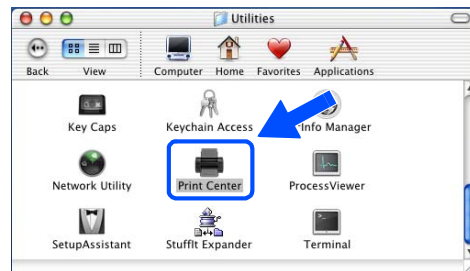 Utilities
Back View Computer Home Favorites Applications
Key Caps Keychain Access Info Manager
Network Utility Print Center ProcessViewer
SetupAssistant StuffIt Expander Terminal